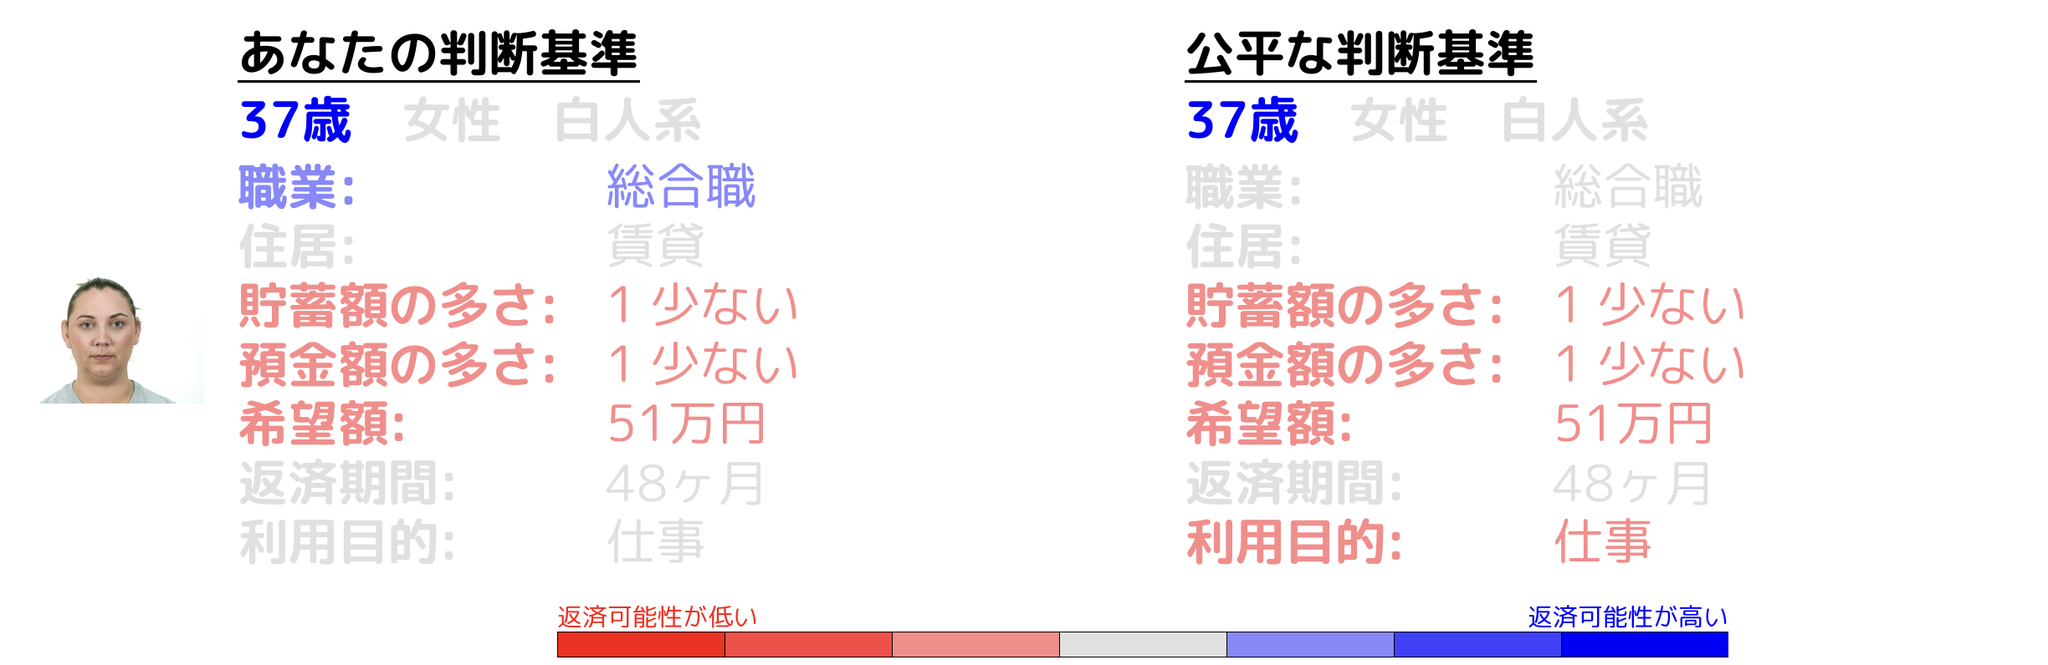 あなたの判断基準
37歳 女性 白人系
職業: 総合職
住居: 賃貸
貯蓄額の多さ: 1 少ない
預金額の多さ: 1 少ない
希望額: 51万円
返済期間: 48ヶ月
利用目的: 仕事
公平な判断基準
37歳 女性 白人系
職業: 総合職
住居: 賃貸
貯蓄額の多さ: 1 少ない
預金額の多さ: 1 少ない
希望額: 51万円
返済期間: 48ヶ月
利用目的: 仕事
返済可能性が低い
返済可能性が高い